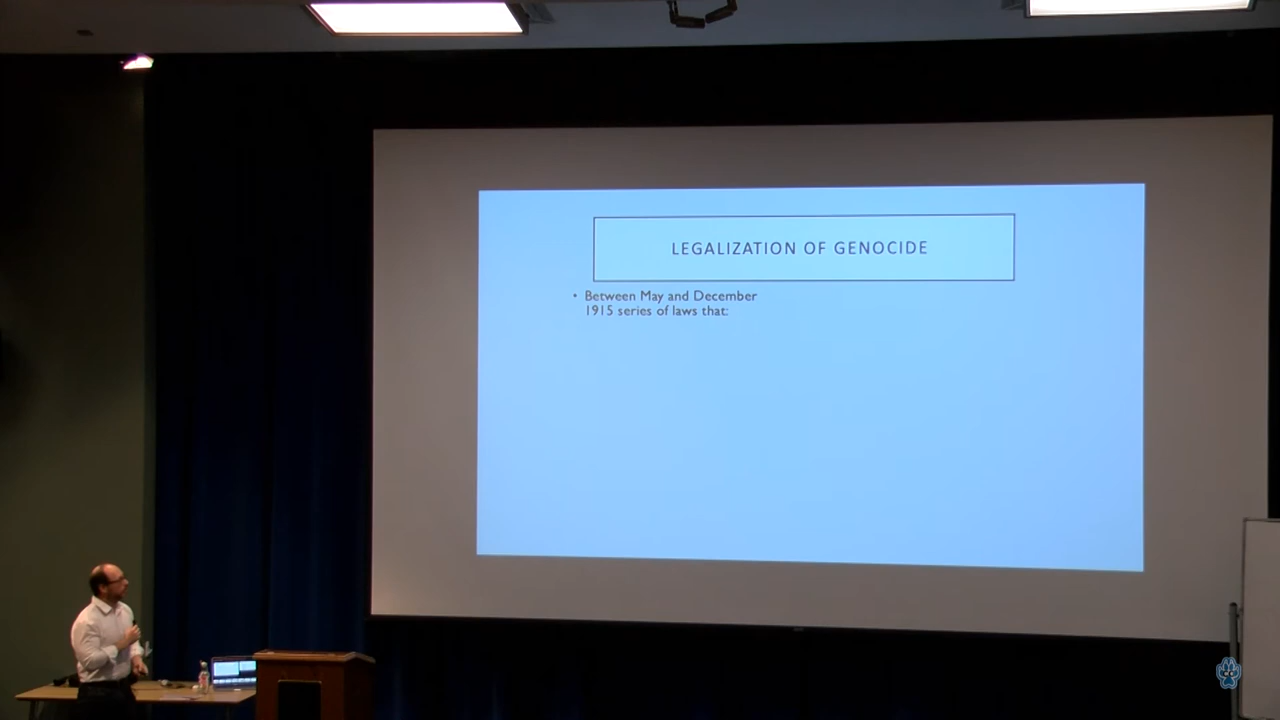 LEGALIZATION OF GENOCIDE
• Between May and December
1915 series of laws that: